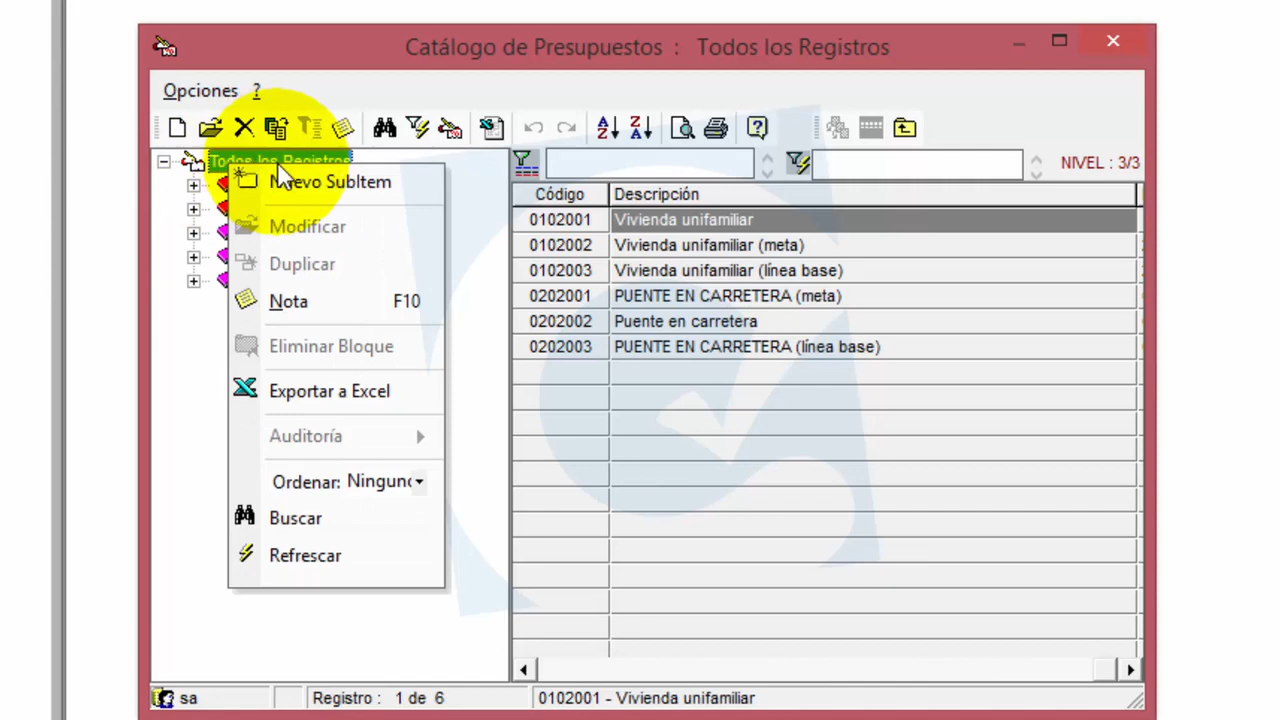 Catálogo de Presupuestos : Todos los Registros
Opciones ?
Todos los Registros
NIVEL : 3/3
Nuevo SubItem
Modificar
Duplicar
Nota F10
Eliminar Bloque
Exportar a Excel
Auditoría
Ordenar: Ninguno
Buscar
Refrescar
Código Descripción
0102001 Vivienda unifamiliar
0102002 Vivienda unifamiliar (meta)
0102003 Vivienda unifamiliar (línea base)
0202001 PUENTE EN CARRETERA (meta)
0202002 Puente en carretera
0202003 PUENTE EN CARRETERA (línea base)
sa Registro : 1 de 6 0102001 - Vivienda unifamiliar